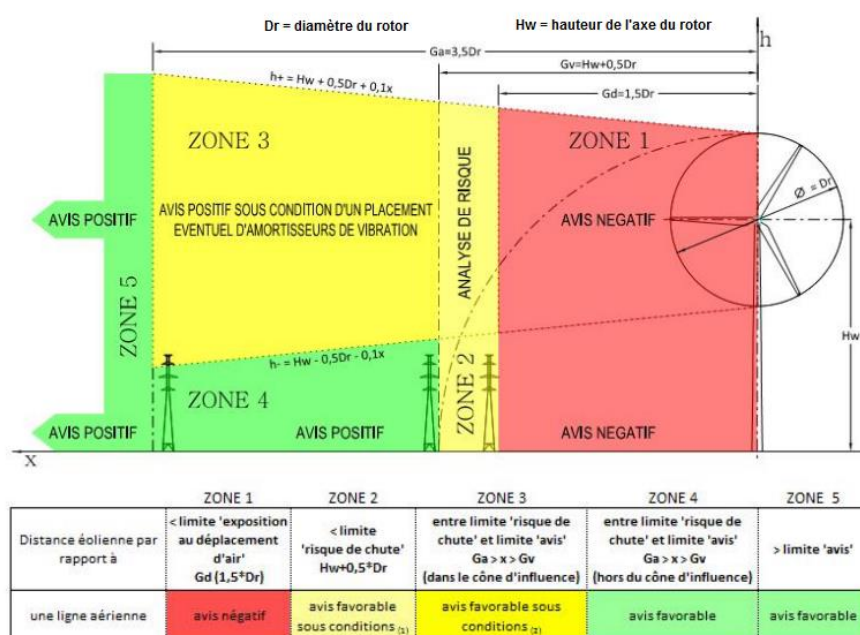 Dr = diamètre du rotor
Hw = hauteur de l'axe du rotor
h
Ga=3,5Dr
Gv=Hw+0,5Dr
h+ = Hw + 0,5Dr + 0,1x
Gd=1,5Dr
ZONE 3
ZONE 1
Ø = Dr
ANALYSE DE RISQUE
AVIS POSITIF
AVIS POSITIF SOUS CONDITION D'UN PLACEMENT
EVENTUEL D'AMORTISSEURS DE VIBRATION
AVIS NEGATIF
ZONE 5
h- = Hw - 0,5Dr - 0,1x
Hw
ZONE 4
ZONE 2
AVIS POSITIF
AVIS POSITIF
AVIS NEGATIF
x
ZONE 1 ZONE 2 ZONE 3 ZONE 4 ZONE 5
Distance éolienne par
rapport à
< limite 'exposition
au déplacement
d'air'
Gd (1,5*Dr)
< limite
'risque de chute'
Hw+0,5*Dr
entre limite 'risque de
chute' et limite 'avis'
Ga > x > Gv
(dans le cône d'influence)
entre limite 'risque de
chute' et limite 'avis'
Ga > x > Gv
(hors du cône d'influence)
> limite 'avis'
une ligne aérienne
avis négatif
avis favorable
sous conditions (1)
avis favorable sous
conditions (2)
avis favorable
avis favorable